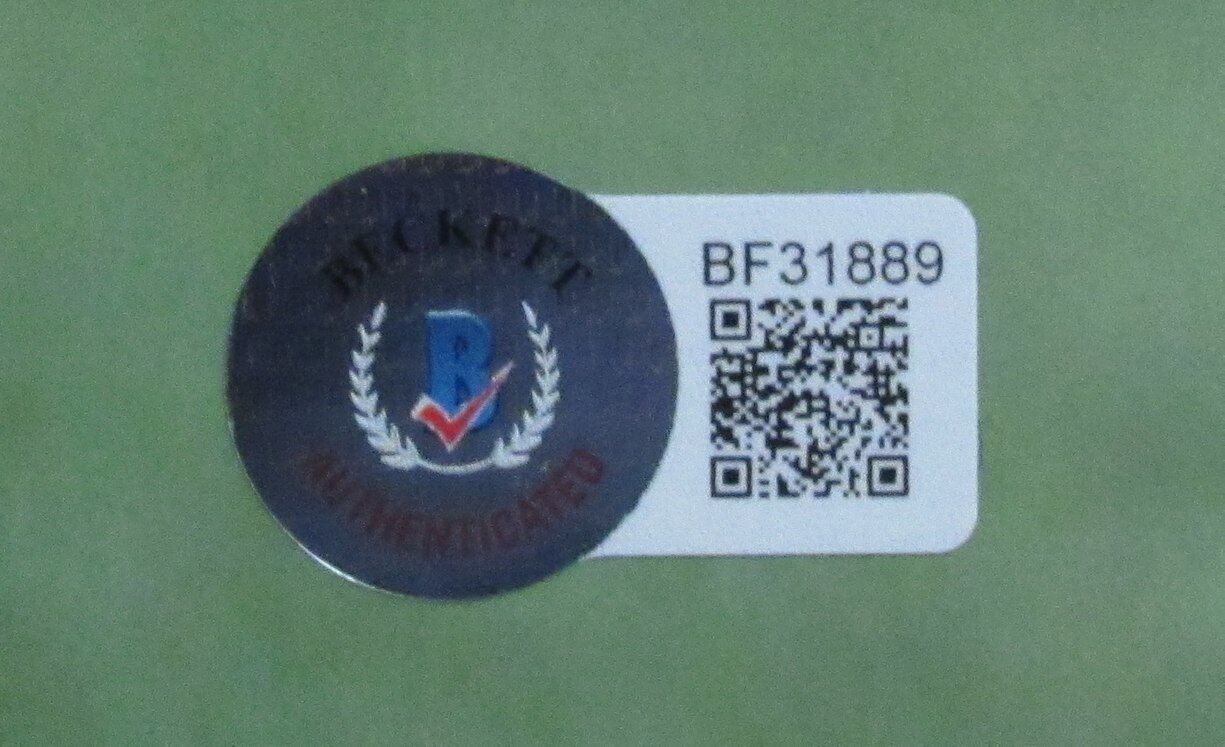 BECKETT
B
AUTHENTICATED
BF31889